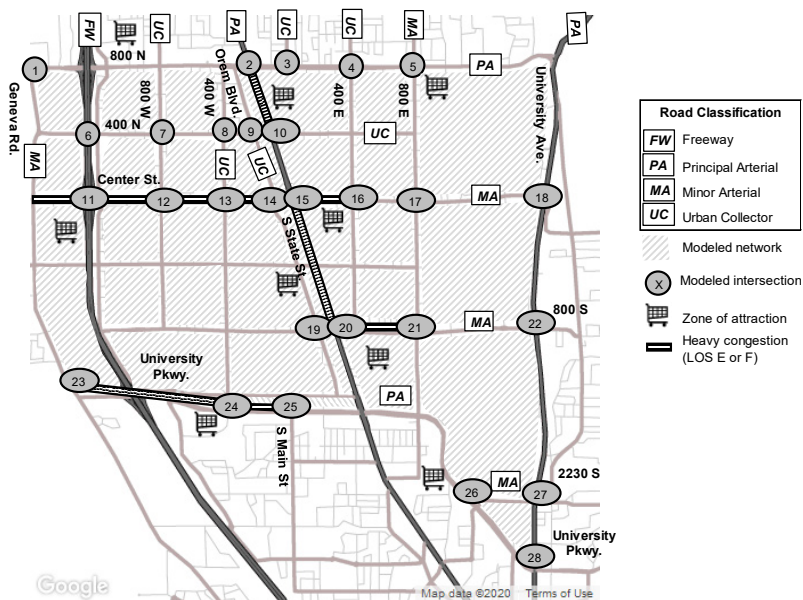 FW
UC
PA
UC
UC
MA
PA
800 N
1
2
3
4
5
PA
Geneva Rd.
800 W
400 W
Orem Blvd.
400 E
800 E
University Ave.
6
400 N
7
8
9
10
UC
MA
UC
UC
Center St.
11
12
13
14
15
16
17
MA
18
S State St.
19
20
21
MA
22
800 S
University
Pkwy.
23
24
25
PA
S Main St
26
MA
27
2230 S
28
University
Pkwy.
Google
Map data ©2020
Terms of Use
Road Classification
FW Freeway
PA Principal Arterial
MA Minor Arterial
UC Urban Collector
Modeled network
X Modeled intersection
Zone of attraction
Heavy congestion
(LOS E or F)